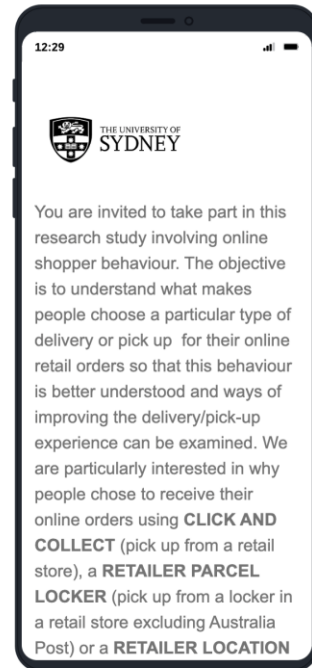 12:29
THE UNIVERSITY OF
SYDNEY
You are invited to take part in this
research study involving online
shopper behaviour. The objective
is to understand what makes
people choose a particular type of
delivery or pick up  for their online
retail orders so that this behaviour
is better understood and ways of
improving the delivery/pick-up
experience can be examined. We
are particularly interested in why
people chose to receive their
online orders using CLICK AND
COLLECT (pick up from a retail
store), a RETAILER PARCEL
LOCKER (pick up from a locker in
a retail store excluding Australia
Post) or a RETAILER LOCATION